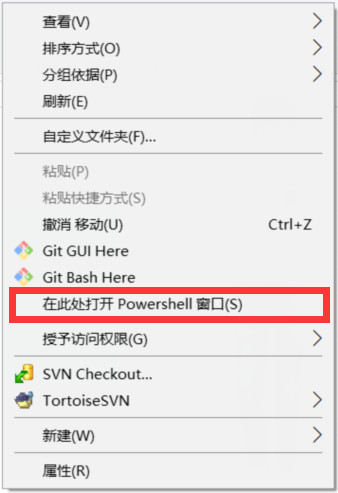 查看(V)
排序方式(O)
分组依据(P)
刷新(E)
自定义文件夹(F)...
粘贴(P)
粘贴快捷方式(S)
撤消 移动(U) Ctrl+Z
Git GUI Here
Git Bash Here
在此处打开 Powershell 窗口(S)
授予访问权限(G)
SVN Checkout...
TortoiseSVN
新建(W)
属性(R)